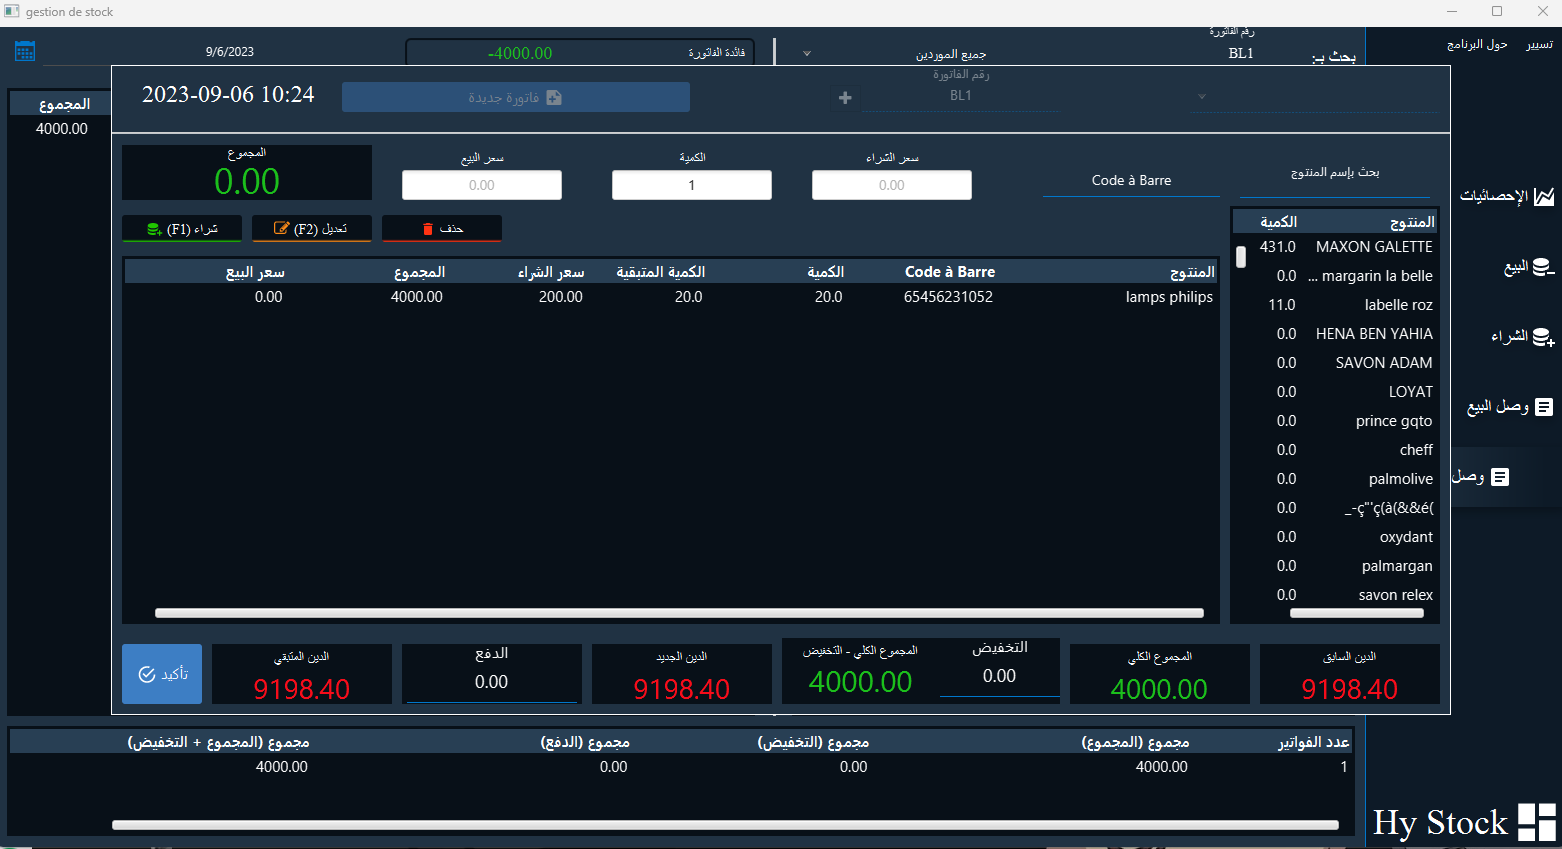 gestion de stock
تسيير
حول البرنامج
بحث بـ:
رقم الفاتورة
BL1
جميع الموردين
فائدة الفاتورة
-4000.00
9/6/2023
المجموع
4000.00
رقم الفاتورة
BL1
فاتورة جديدة
2023-09-06 10:24
بحث بإسم المنتوج
Code à Barre
سعر الشراء
0.00
الكمية
1
سعر البيع
0.00
المجموع
0.00
حذف
تعديل (F2)
شراء (F1)
المنتوج الكمية
MAXON GALETTE 431.0
margarin la belle ... 0.0
labelle roz 11.0
HENA BEN YAHIA 0.0
SAVON ADAM 0.0
LOYAT 0.0
prince gqto 0.0
cheff 0.0
palmolive 0.0
_-ç"'ç(à(&&é( 0.0
oxydant 0.0
palmargan 0.0
savon relex 0.0
المنتوج Code à Barre الكمية الكمية المتبقية سعر الشراء المجموع سعر البيع
lamps philips 65456231052 20.0 20.0 200.00 4000.00 0.00
الدين السابق
9198.40
المجموع الكلي
4000.00
التخفيض
0.00
المجموع الكلي - التخفيض
4000.00
الدين الجديد
9198.40
الدفع
0.00
الدين المتبقي
9198.40
تأكيد
عدد الفواتير مجموع (المجموع) مجموع (التخفيض) مجموع (الدفع) مجموع (المجموع + التخفيض)
1 4000.00 0.00 0.00 4000.00
الإحصائيات
البيع
الشراء
وصل البيع
وصل
Hy Stock